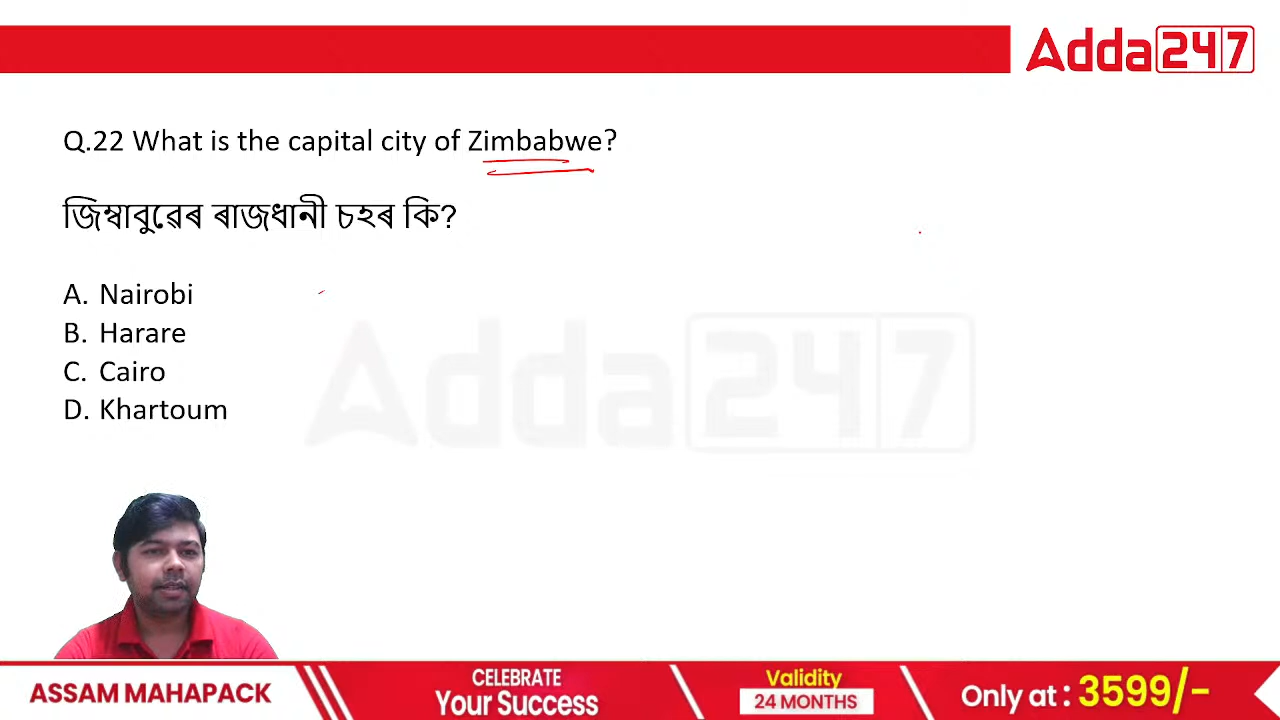 Adda247
Q.22 What is the capital city of Zimbabwe?
জিম্বাবুৱেৰ ৰাজধানী চহৰ কি?
A. Nairobi
B. Harare
C. Cairo
D. Khartoum
Adda247
ASSAM MAHAPACK
CELEBRATE
Your Success
Validity
24 MONTHS
Only at : 3599/-